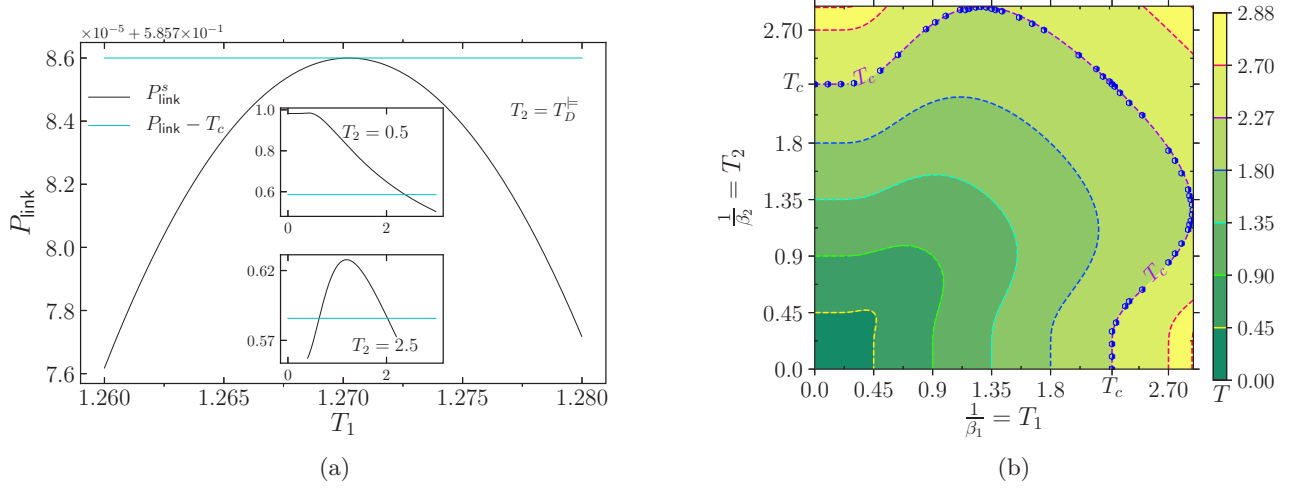 ×10⁻⁵ + 5.857×10⁻¹
8.6
8.4
8.2
8.0
7.8
7.6
P_link
P^s_link
P_link − T_c
T_2 = T_D^⊨
1.0
0.8
0.6
T_2 = 0.5
0
2
0.62
0.57
T_2 = 2.5
0
2
1.260
1.265
1.270
1.275
1.280
T_1
(a)
2.70
T_c
1.8
1.35
0.9
0.45
0.0
1/β_2 = T_2
T_c
T_c
0.0
0.45
0.9
1.35
1.8
T_c
2.70
1/β_1 = T_1
2.88
2.70
2.27
1.80
1.35
0.90
0.45
0.00
T
(b)